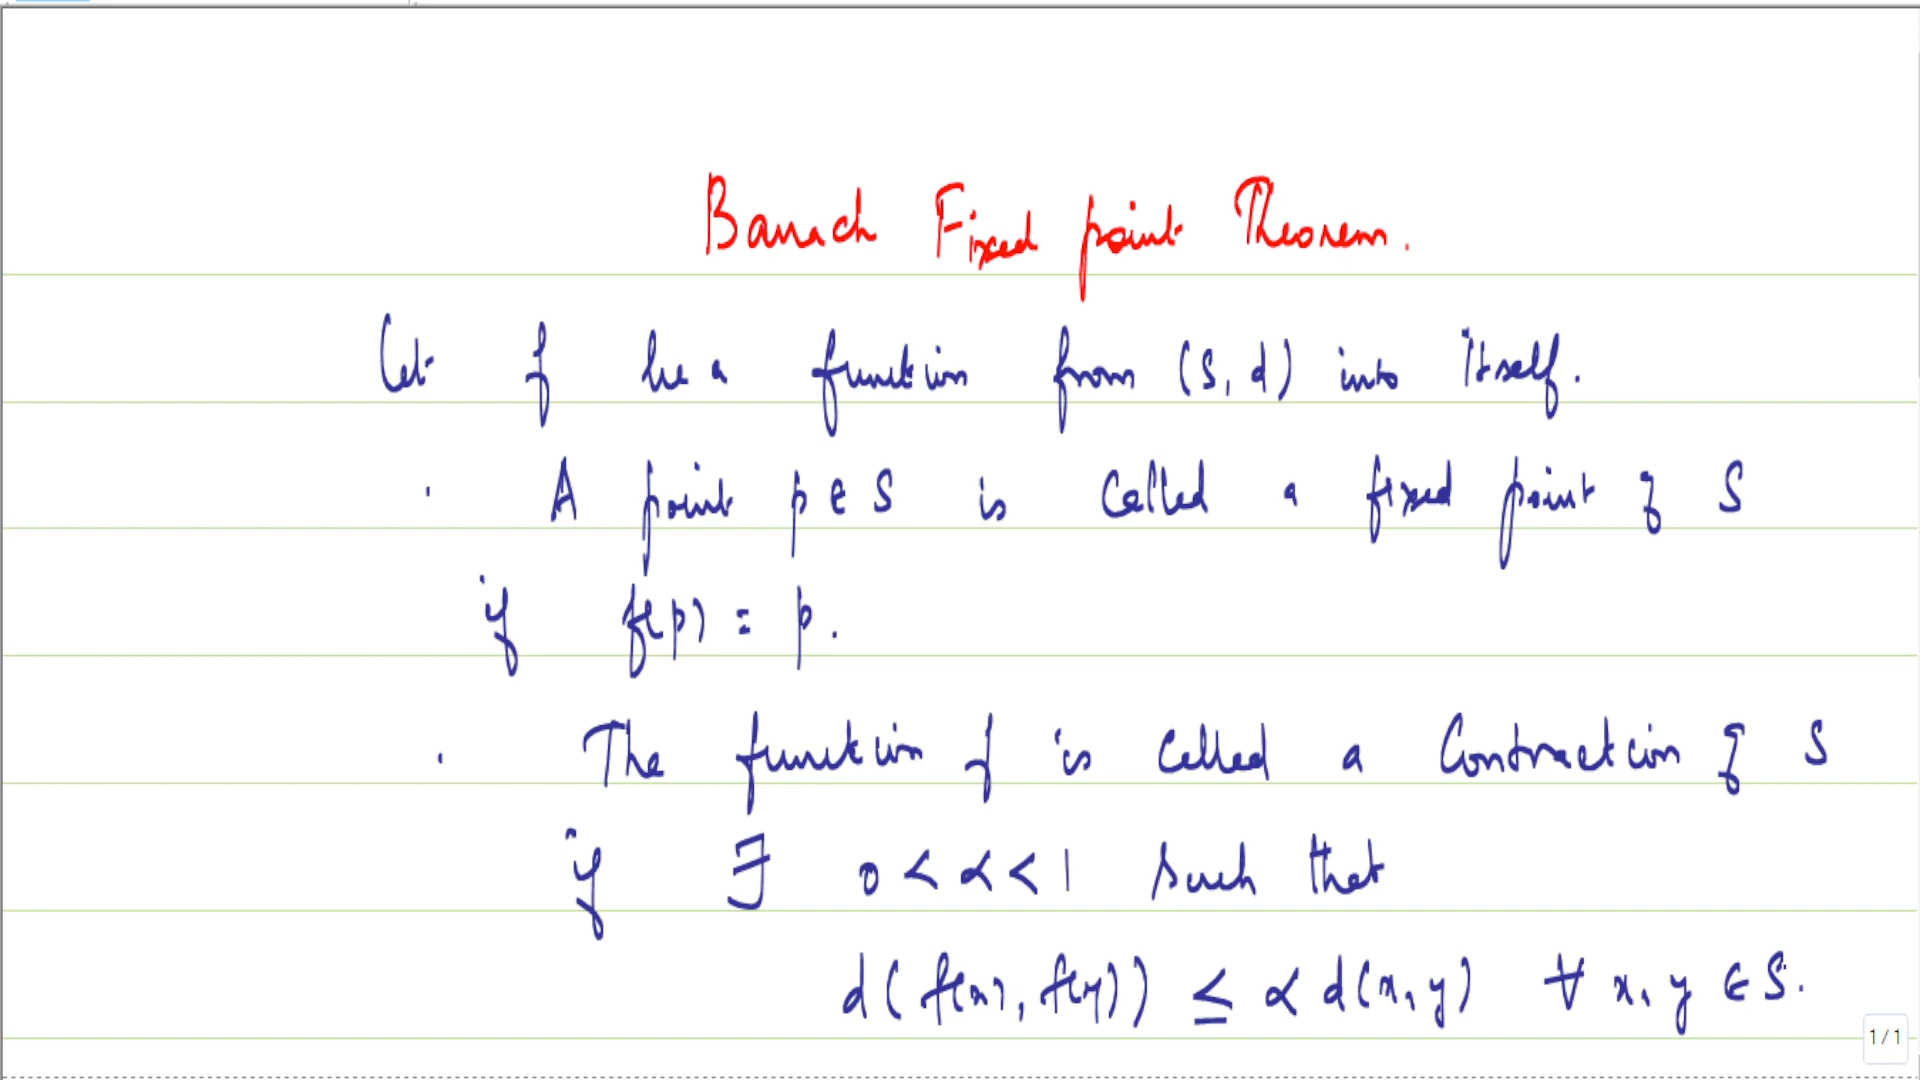 Banach Fixed point Theorem.
Let f be a function from (S, d) into itself.
· A point p ∈ S is called a fixed point of S
if f(p) = p.
· The function f is called a Contraction of S
if ∃ 0 < α < 1 such that
d( f(x), f(y)) ≤ α d(x, y) ∀ x, y ∈ S.
1 / 1